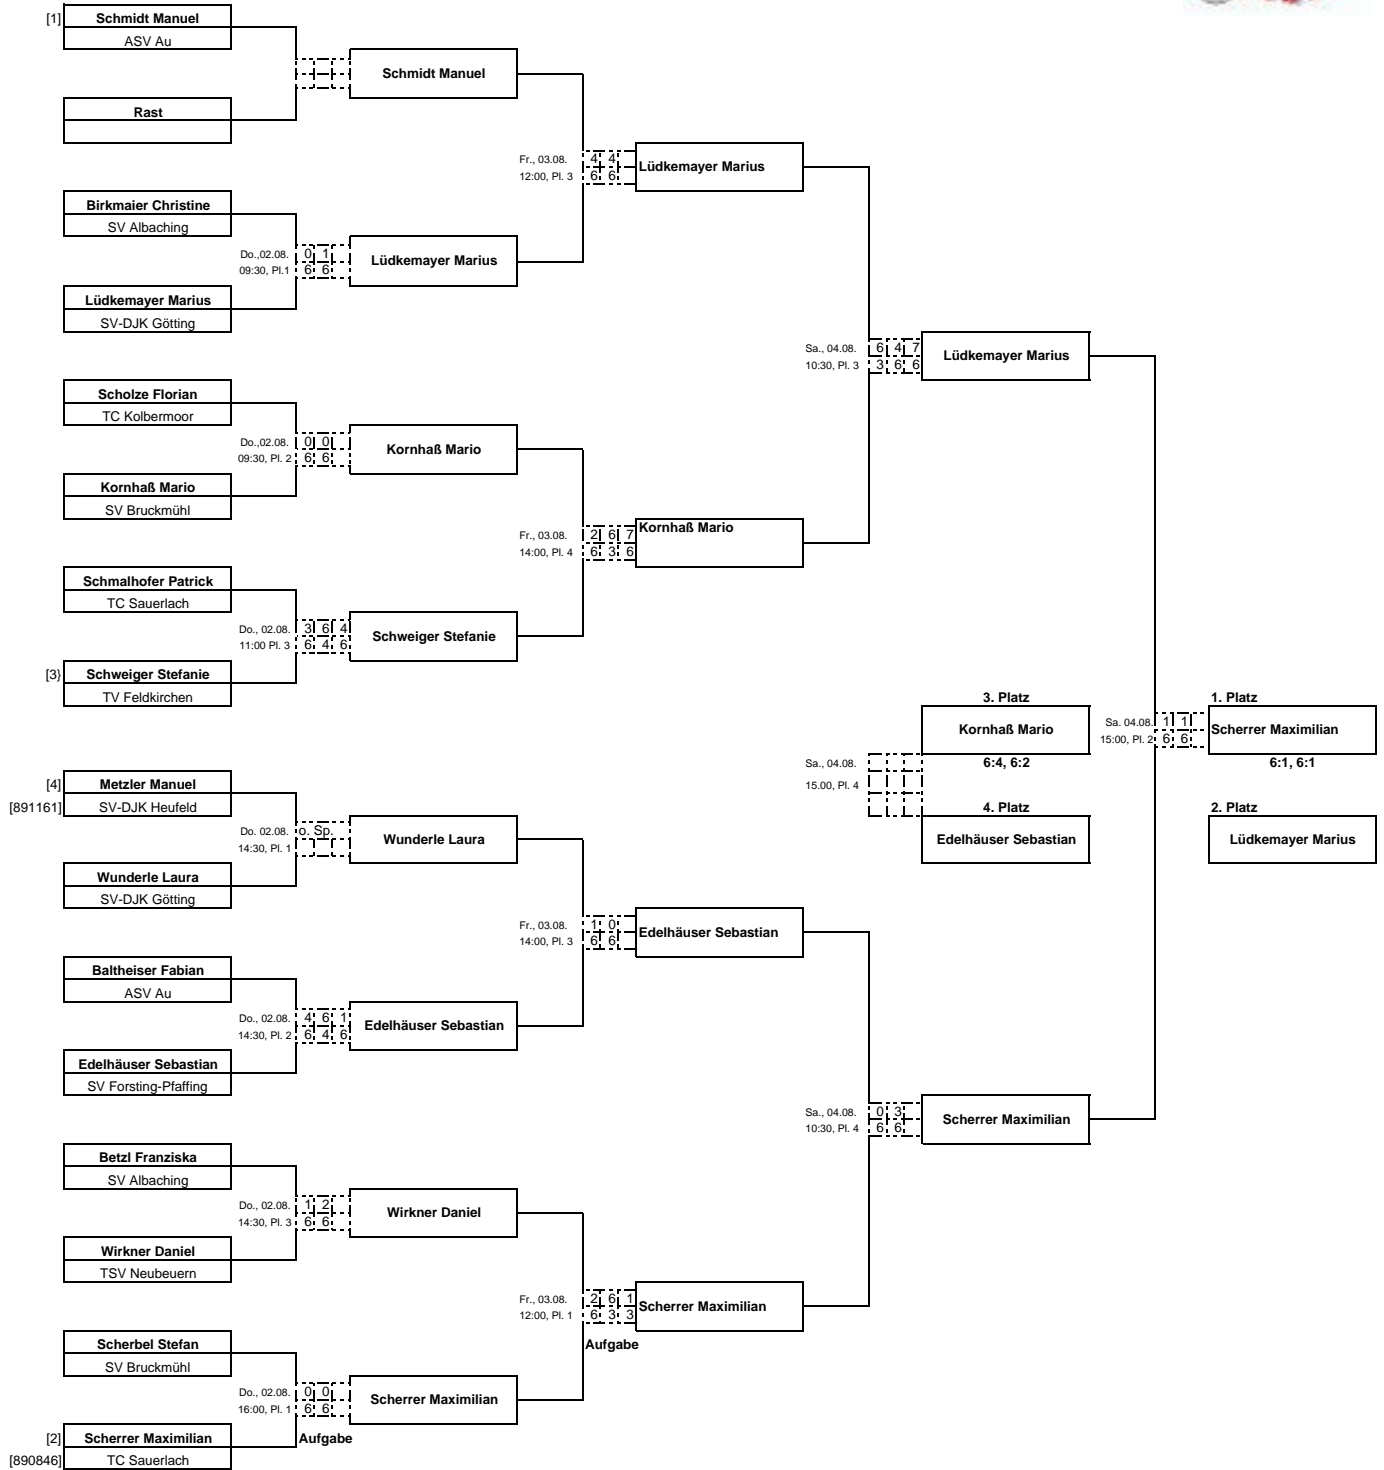 [1]
Schmidt Manuel
ASV Au
Rast
Schmidt Manuel
Birkmaier Christine
SV Albaching
Do.,02.08. 0 1
09:30, Pl.1 6 6
Lüdkemayer Marius
SV-DJK Götting
Lüdkemayer Marius
Fr., 03.08. 4 4
12:00, Pl. 3 6 6
Lüdkemayer Marius
Scholze Florian
TC Kolbermoor
Do.,02.08. 0 0
09:30, Pl. 2 6 6
Kornhaß Mario
SV Bruckmühl
Kornhaß Mario
Schmalhofer Patrick
TC Sauerlach
Do., 02.08. 3 6 4
11:00 Pl. 3 6 4 6
[3}
Schweiger Stefanie
TV Feldkirchen
Schweiger Stefanie
Fr., 03.08. 2 6 7
14:00, Pl. 4 6 3 6
Kornhaß Mario
Sa., 04.08. 6 4 7
10:30, Pl. 3 3 6 6
Lüdkemayer Marius
[4]
Metzler Manuel
[891161]
SV-DJK Heufeld
Do. 02.08. o. Sp.
14:30, Pl. 1
Wunderle Laura
SV-DJK Götting
Wunderle Laura
Baltheiser Fabian
ASV Au
Do., 02.08. 4 6 1
14:30, Pl. 2 6 4 6
Edelhäuser Sebastian
SV Forsting-Pfaffing
Edelhäuser Sebastian
Fr., 03.08. 1 0
14:00, Pl. 3 6 6
Edelhäuser Sebastian
Betzl Franziska
SV Albaching
Do., 02.08. 1 2
14:30, Pl. 3 6 6
Wirkner Daniel
TSV Neubeuern
Wirkner Daniel
Scherbel Stefan
SV Bruckmühl
Do., 02.08. 0 0
16:00, Pl. 1 6 6
Aufgabe
[2]
Scherrer Maximilian
[890846]
TC Sauerlach
Scherrer Maximilian
Fr., 03.08. 2 6 1
12:00, Pl. 1 6 3 3
Aufgabe
Scherrer Maximilian
Sa., 04.08. 0 3
10:30, Pl. 4 6 6
Scherrer Maximilian
3. Platz
Kornhaß Mario
6:4, 6:2
Sa., 04.08.
15.00, Pl. 4
4. Platz
Edelhäuser Sebastian
Sa. 04.08. 1 1
15:00, Pl. 2 6 6
1. Platz
Scherrer Maximilian
6:1, 6:1
2. Platz
Lüdkemayer Marius